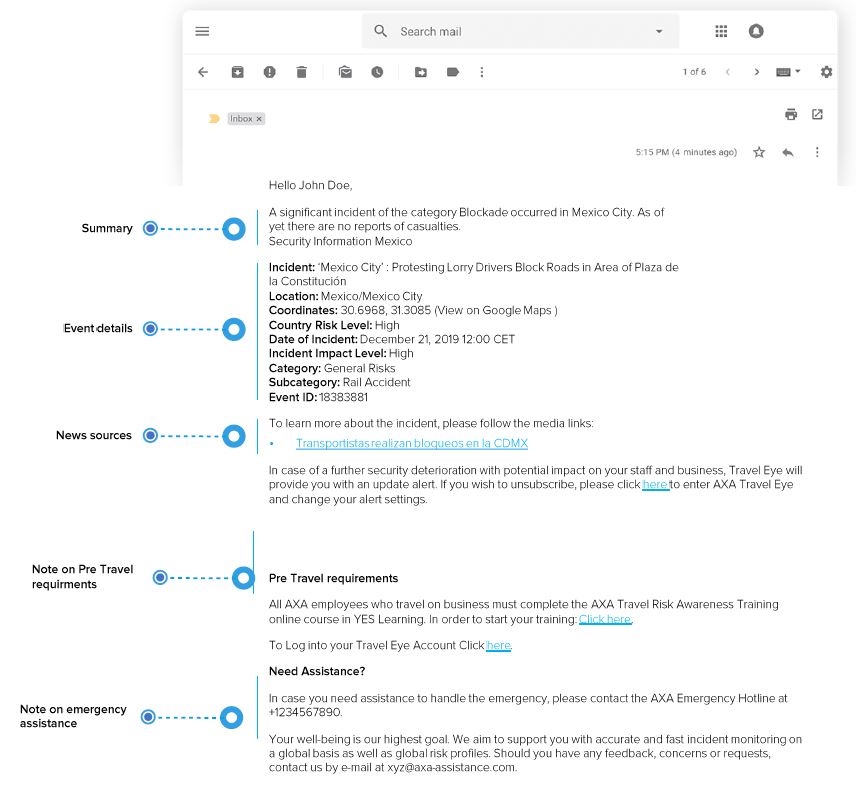 Search mail
1 of 6
Inbox ×
5:15 PM (4 minutes ago)
Hello John Doe,
Summary
A significant incident of the category Blockade occurred in Mexico City. As of
yet there are no reports of casualties.
Security Information Mexico
Event details
Incident: 'Mexico City' : Protesting Lorry Drivers Block Roads in Area of Plaza de
la Constitución
Location: Mexico/Mexico City
Coordinates: 30.6968, 31.3085 (View on Google Maps )
Country Risk Level: High
Date of Incident: December 21, 2019 12:00 CET
Incident Impact Level: High
Category: General Risks
Subcategory: Rail Accident
Event ID: 18383881
News sources
To learn more about the incident, please follow the media links:
• Transportistas realizan bloqueos en la CDMX
In case of a further security deterioration with potential impact on your staff and business, Travel Eye will
provide you with an update alert. If you wish to unsubscribe, please click here to enter AXA Travel Eye
and change your alert settings.
Note on Pre Travel
requirments
Pre Travel requirements
All AXA employees who travel on business must complete the AXA Travel Risk Awareness Training
online course in YES Learning. In order to start your training: Click here.
To Log into your Travel Eye Account Click here.
Need Assistance?
Note on emergency
assistance
In case you need assistance to handle the emergency, please contact the AXA Emergency Hotline at
+1234567890.
Your well-being is our highest goal. We aim to support you with accurate and fast incident monitoring on
a global basis as well as global risk profiles. Should you have any feedback, concerns or requests,
contact us by e-mail at xyz@axa-assistance.com.